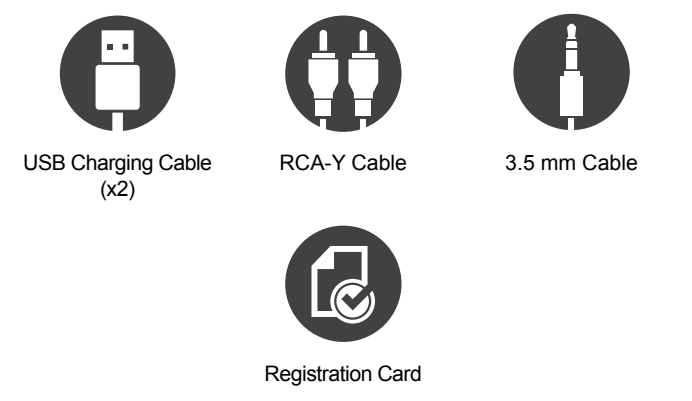 USB Charging Cable
(x2)
RCA-Y Cable
3.5 mm Cable
Registration Card